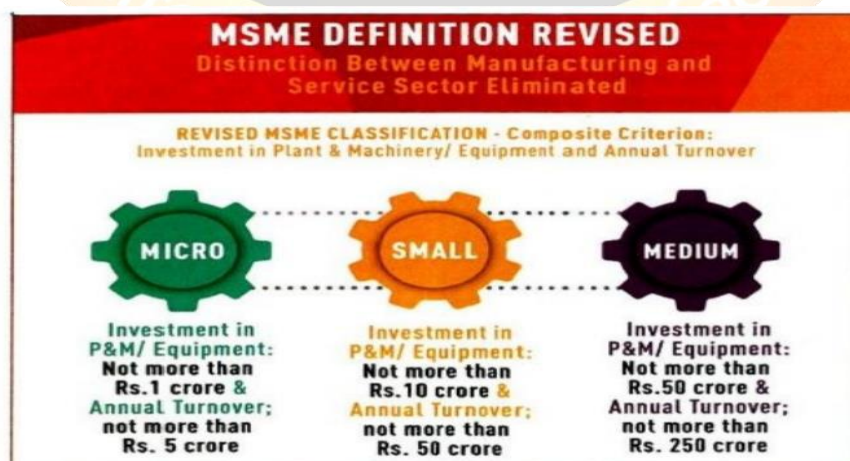 MSME DEFINITION REVISED
Distinction Between Manufacturing and
Service Sector Eliminated
REVISED MSME CLASSIFICATION - Composite Criterion:
Investment in Plant & Machinery/ Equipment and Annual Turnover
MICRO
Investment in
P&M/ Equipment:
Not more than
Rs.1 crore &
Annual Turnover;
not more than
Rs. 5 crore
SMALL
Investment in
P&M/ Equipment:
Not more than
Rs.10 crore &
Annual Turnover;
not more than
Rs. 50 crore
MEDIUM
Investment in
P&M/ Equipment:
Not more than
Rs.50 crore &
Annual Turnover;
not more than
Rs. 250 crore